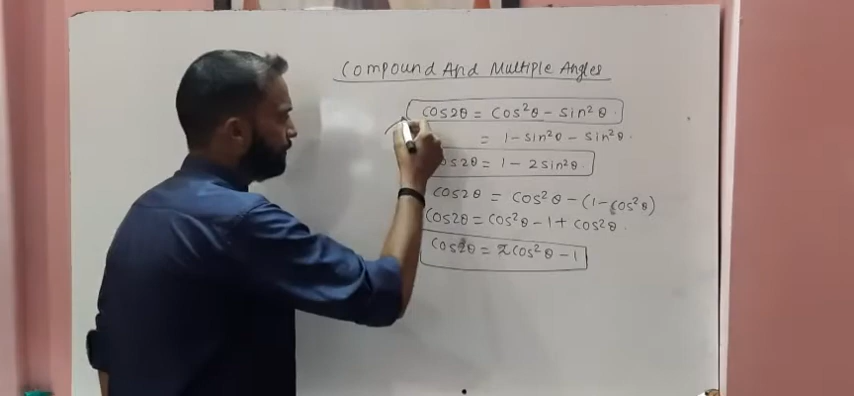 Compound And Multiple Angles
cos2θ = cos²θ - sin²θ.
= 1 - sin²θ - sin²θ.
os2θ = 1 - 2sin²θ.
cos2θ = cos²θ - (1 - cos²θ)
cos2θ = cos²θ - 1 + cos²θ.
cos2θ = 2cos²θ - 1